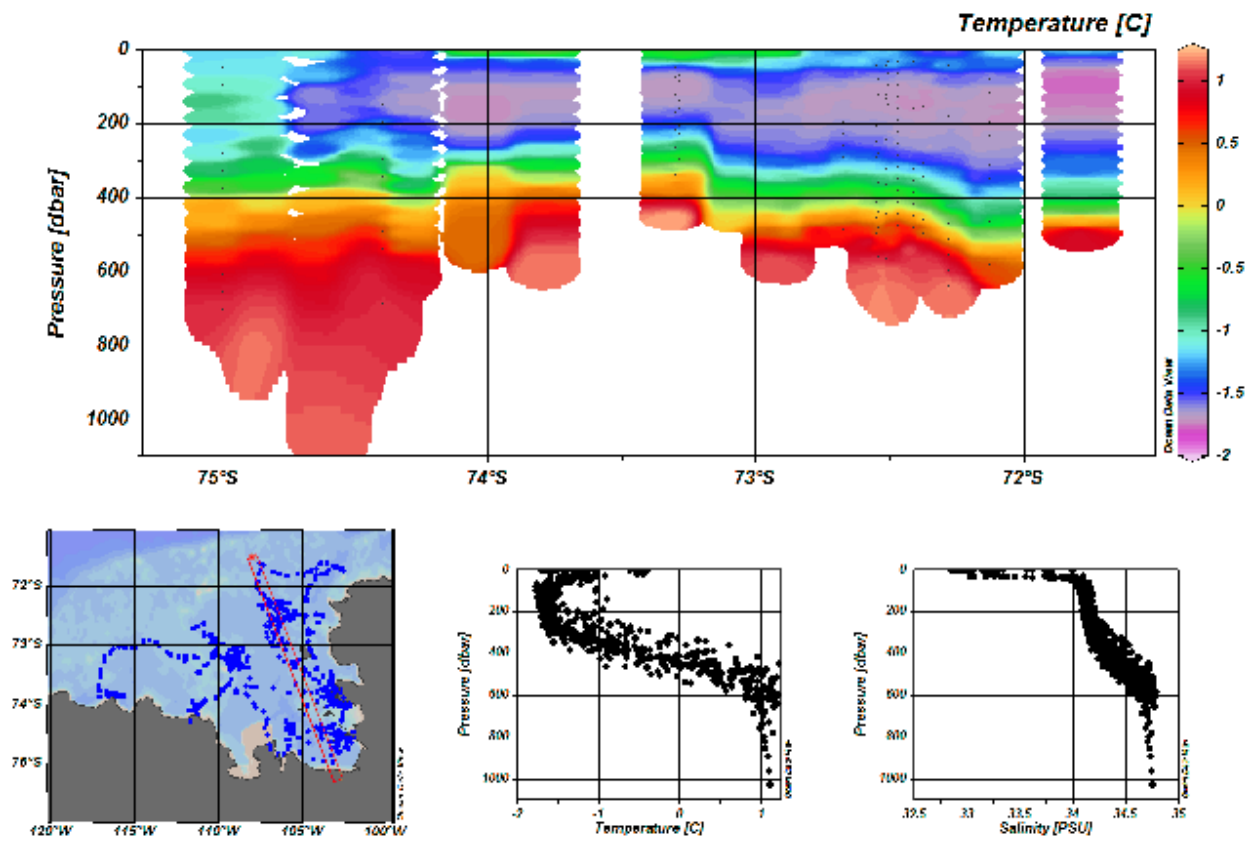 Temperature [C]
0
200
400
600
800
1000
Pressure [dbar]
75°S
74°S
73°S
72°S
1
0.5
0
-0.5
-1
-1.5
-2
Ocean Data View
72°S
73°S
74°S
75°S
120°W
115°W
110°W
105°W
100°W
0
200
400
600
800
1000
Pressure [dbar]
-2
-1
0
1
Temperature [C]
0
200
400
600
800
1000
Pressure [dbar]
32.5
33
33.5
34
34.5
35
Salinity [PSU]